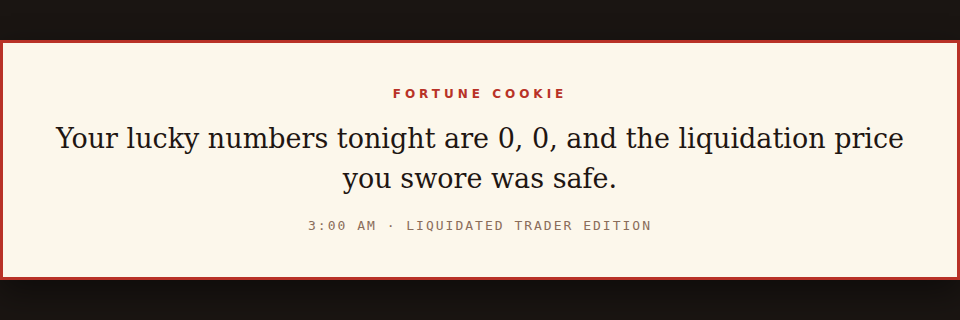 FORTUNE COOKIE
Your lucky numbers tonight are 0, 0, and the liquidation price
you swore was safe.
3:00 AM · LIQUIDATED TRADER EDITION